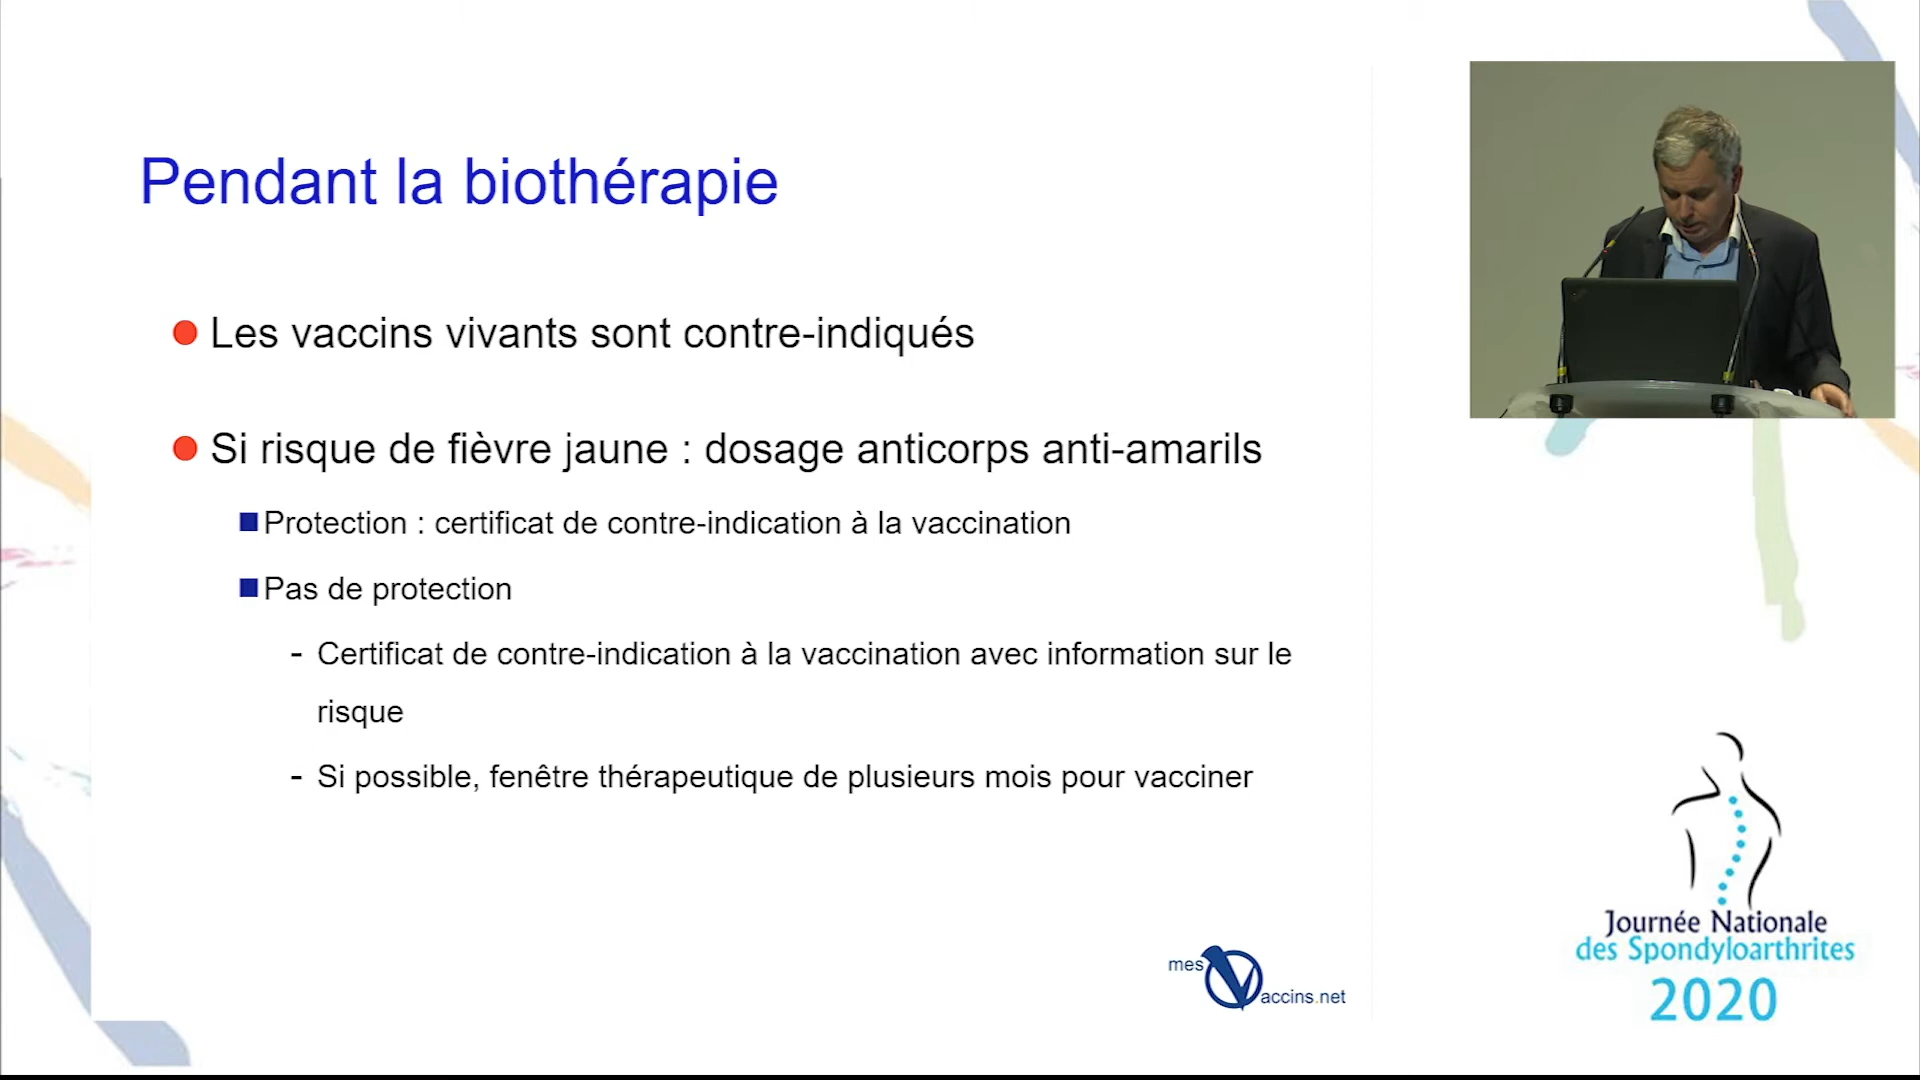 Pendant la biothérapie
Les vaccins vivants sont contre-indiqués
Si risque de fièvre jaune : dosage anticorps anti-amarils
Protection : certificat de contre-indication à la vaccination
Pas de protection
- Certificat de contre-indication à la vaccination avec information sur le
risque
- Si possible, fenêtre thérapeutique de plusieurs mois pour vacciner
mes Vaccins.net
Journée Nationale
des Spondyloarthrites
2020